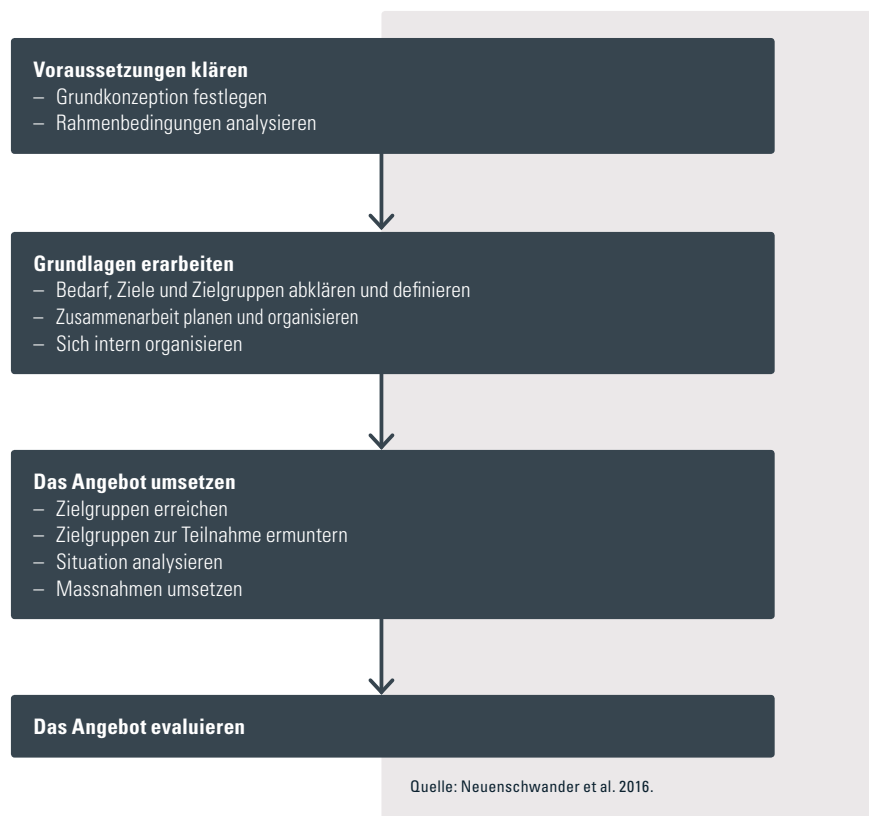 Voraussetzungen klären
– Grundkonzeption festlegen
– Rahmenbedingungen analysieren
Grundlagen erarbeiten
– Bedarf, Ziele und Zielgruppen abklären und definieren
– Zusammenarbeit planen und organisieren
– Sich intern organisieren
Das Angebot umsetzen
– Zielgruppen erreichen
– Zielgruppen zur Teilnahme ermuntern
– Situation analysieren
– Massnahmen umsetzen
Das Angebot evaluieren
Quelle: Neuenschwander et al. 2016.